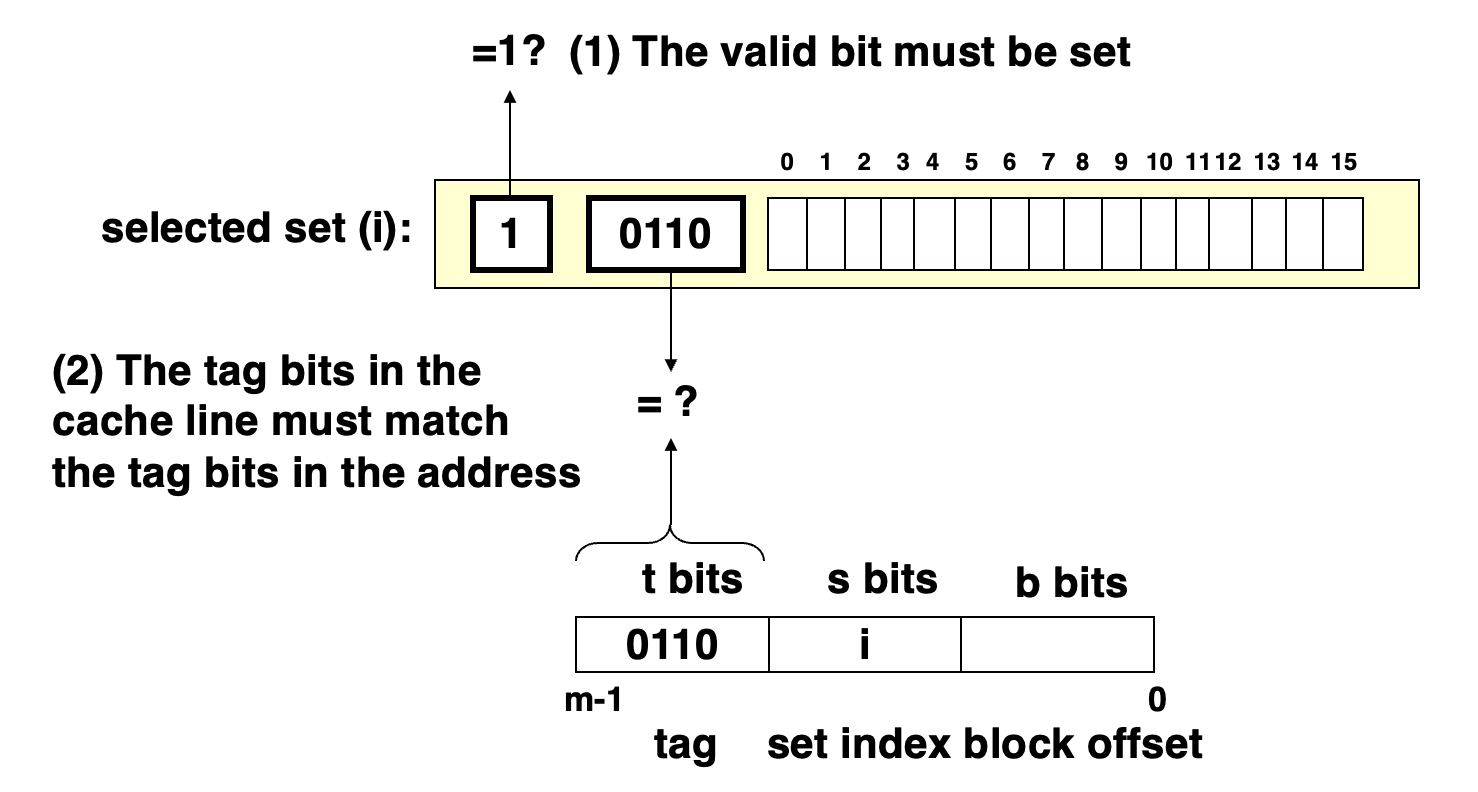 =1? (1) The valid bit must be set
0 1 2 3 4 5 6 7 8 9 10 11 12 13 14 15
selected set (i): 1 0110
(2) The tag bits in the
cache line must match
the tag bits in the address
= ?
t bits s bits b bits
0110 i
m-1 0
tag set index block offset